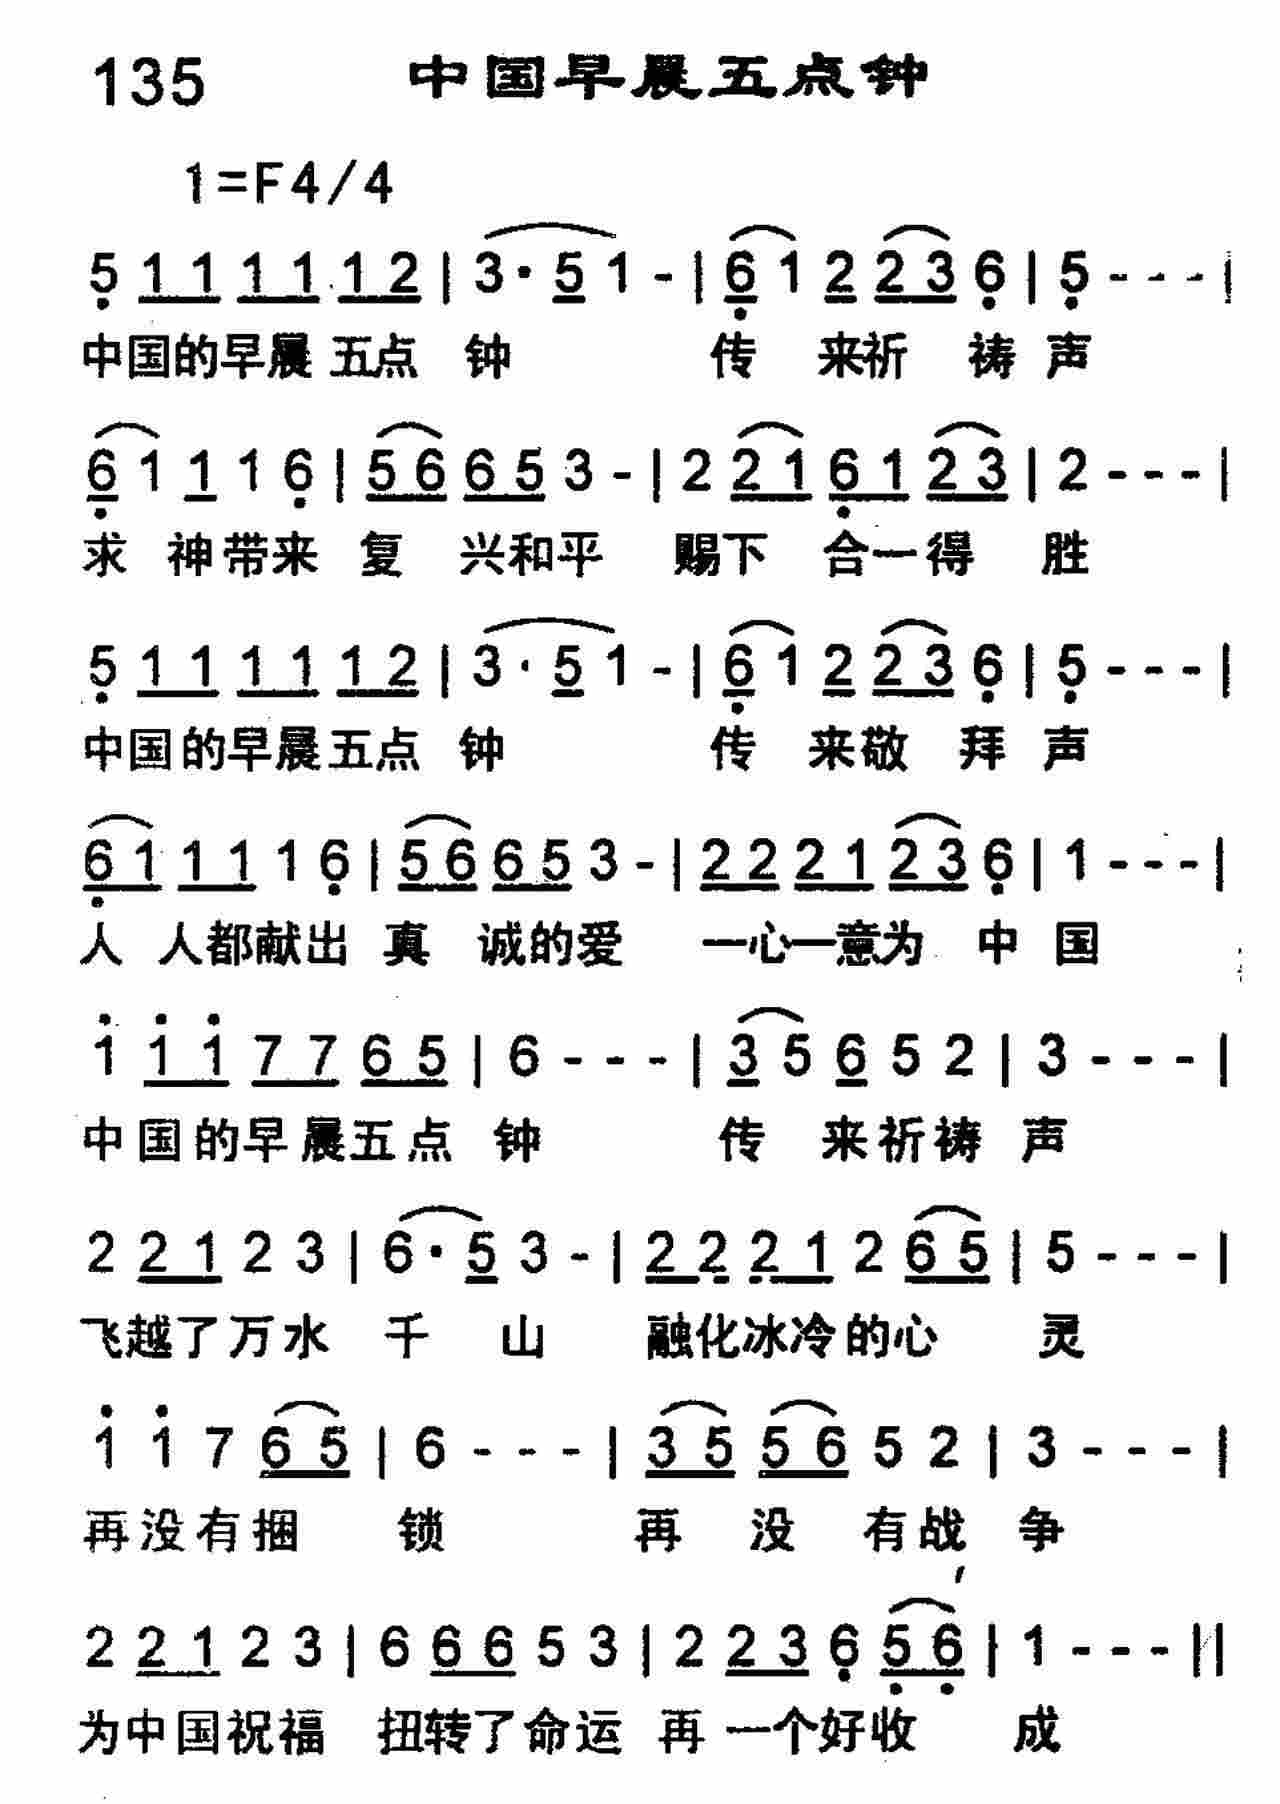 135 中国早晨五点钟
1=F4/4
5 1 1 1 1 1 2 | 3· 5 1 - | 6 1 2 2 3 6 | 5 - - - |
中国的早晨五点钟 传来祈祷声
6 1 1 1 6 | 5 6 6 5 3 - | 2 2 1 6 1 2 3 | 2 - - - |
求神带来复兴和平 赐下合一得胜
5 1 1 1 1 1 2 | 3· 5 1 - | 6 1 2 2 3 6 | 5 - - - |
中国的早晨五点钟 传来敬拜声
6 1 1 1 1 6 | 5 6 6 5 3 - | 2 2 2 1 2 3 6 | 1 - - - |
人人都献出真诚的爱 一心一意为中国
1 1 1 7 7 6 5 | 6 - - - | 3 5 6 5 2 | 3 - - - |
中国的早晨五点钟 传来祈祷声
2 2 1 2 3 | 6· 5 3 - | 2 2 2 1 2 6 5 | 5 - - - |
飞越了万水千山 融化冰冷的心灵
1 1 7 6 5 | 6 - - - | 3 5 5 6 5 2 | 3 - - - |
再没有捆锁 再没有战争
2 2 1 2 3 | 6 6 6 5 3 | 2 2 3 6 5 6 | 1 - - - ||
为中国祝福 扭转了命运 再一个好收成